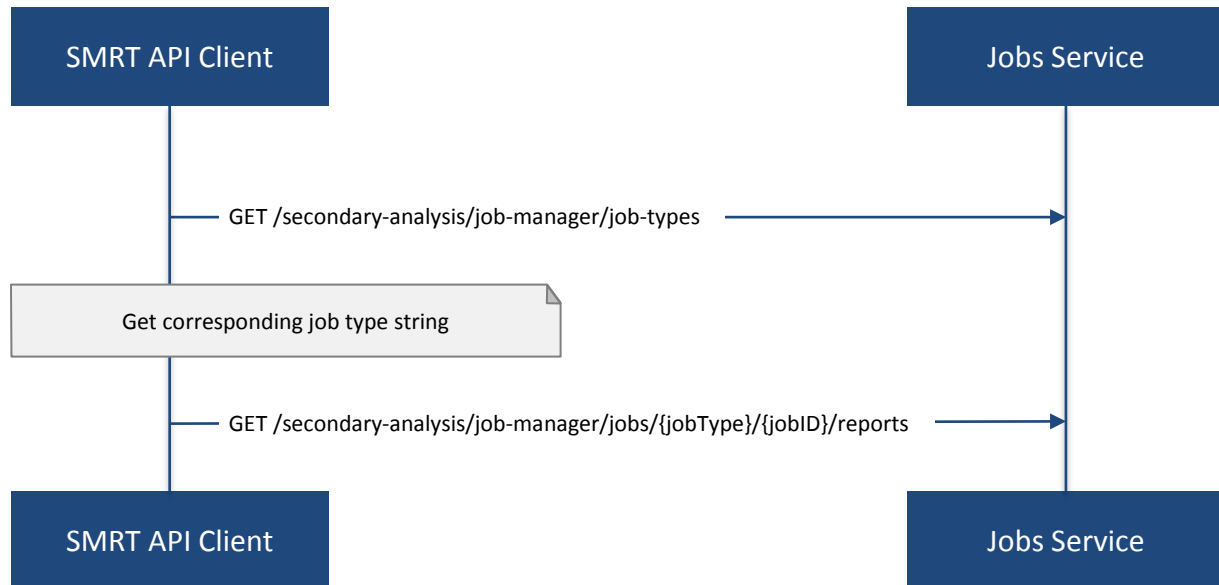 SMRT API Client
Jobs Service
GET /secondary-analysis/job-manager/job-types
Get corresponding job type string
GET /secondary-analysis/job-manager/jobs/{jobType}/{jobID}/reports
SMRT API Client
Jobs Service